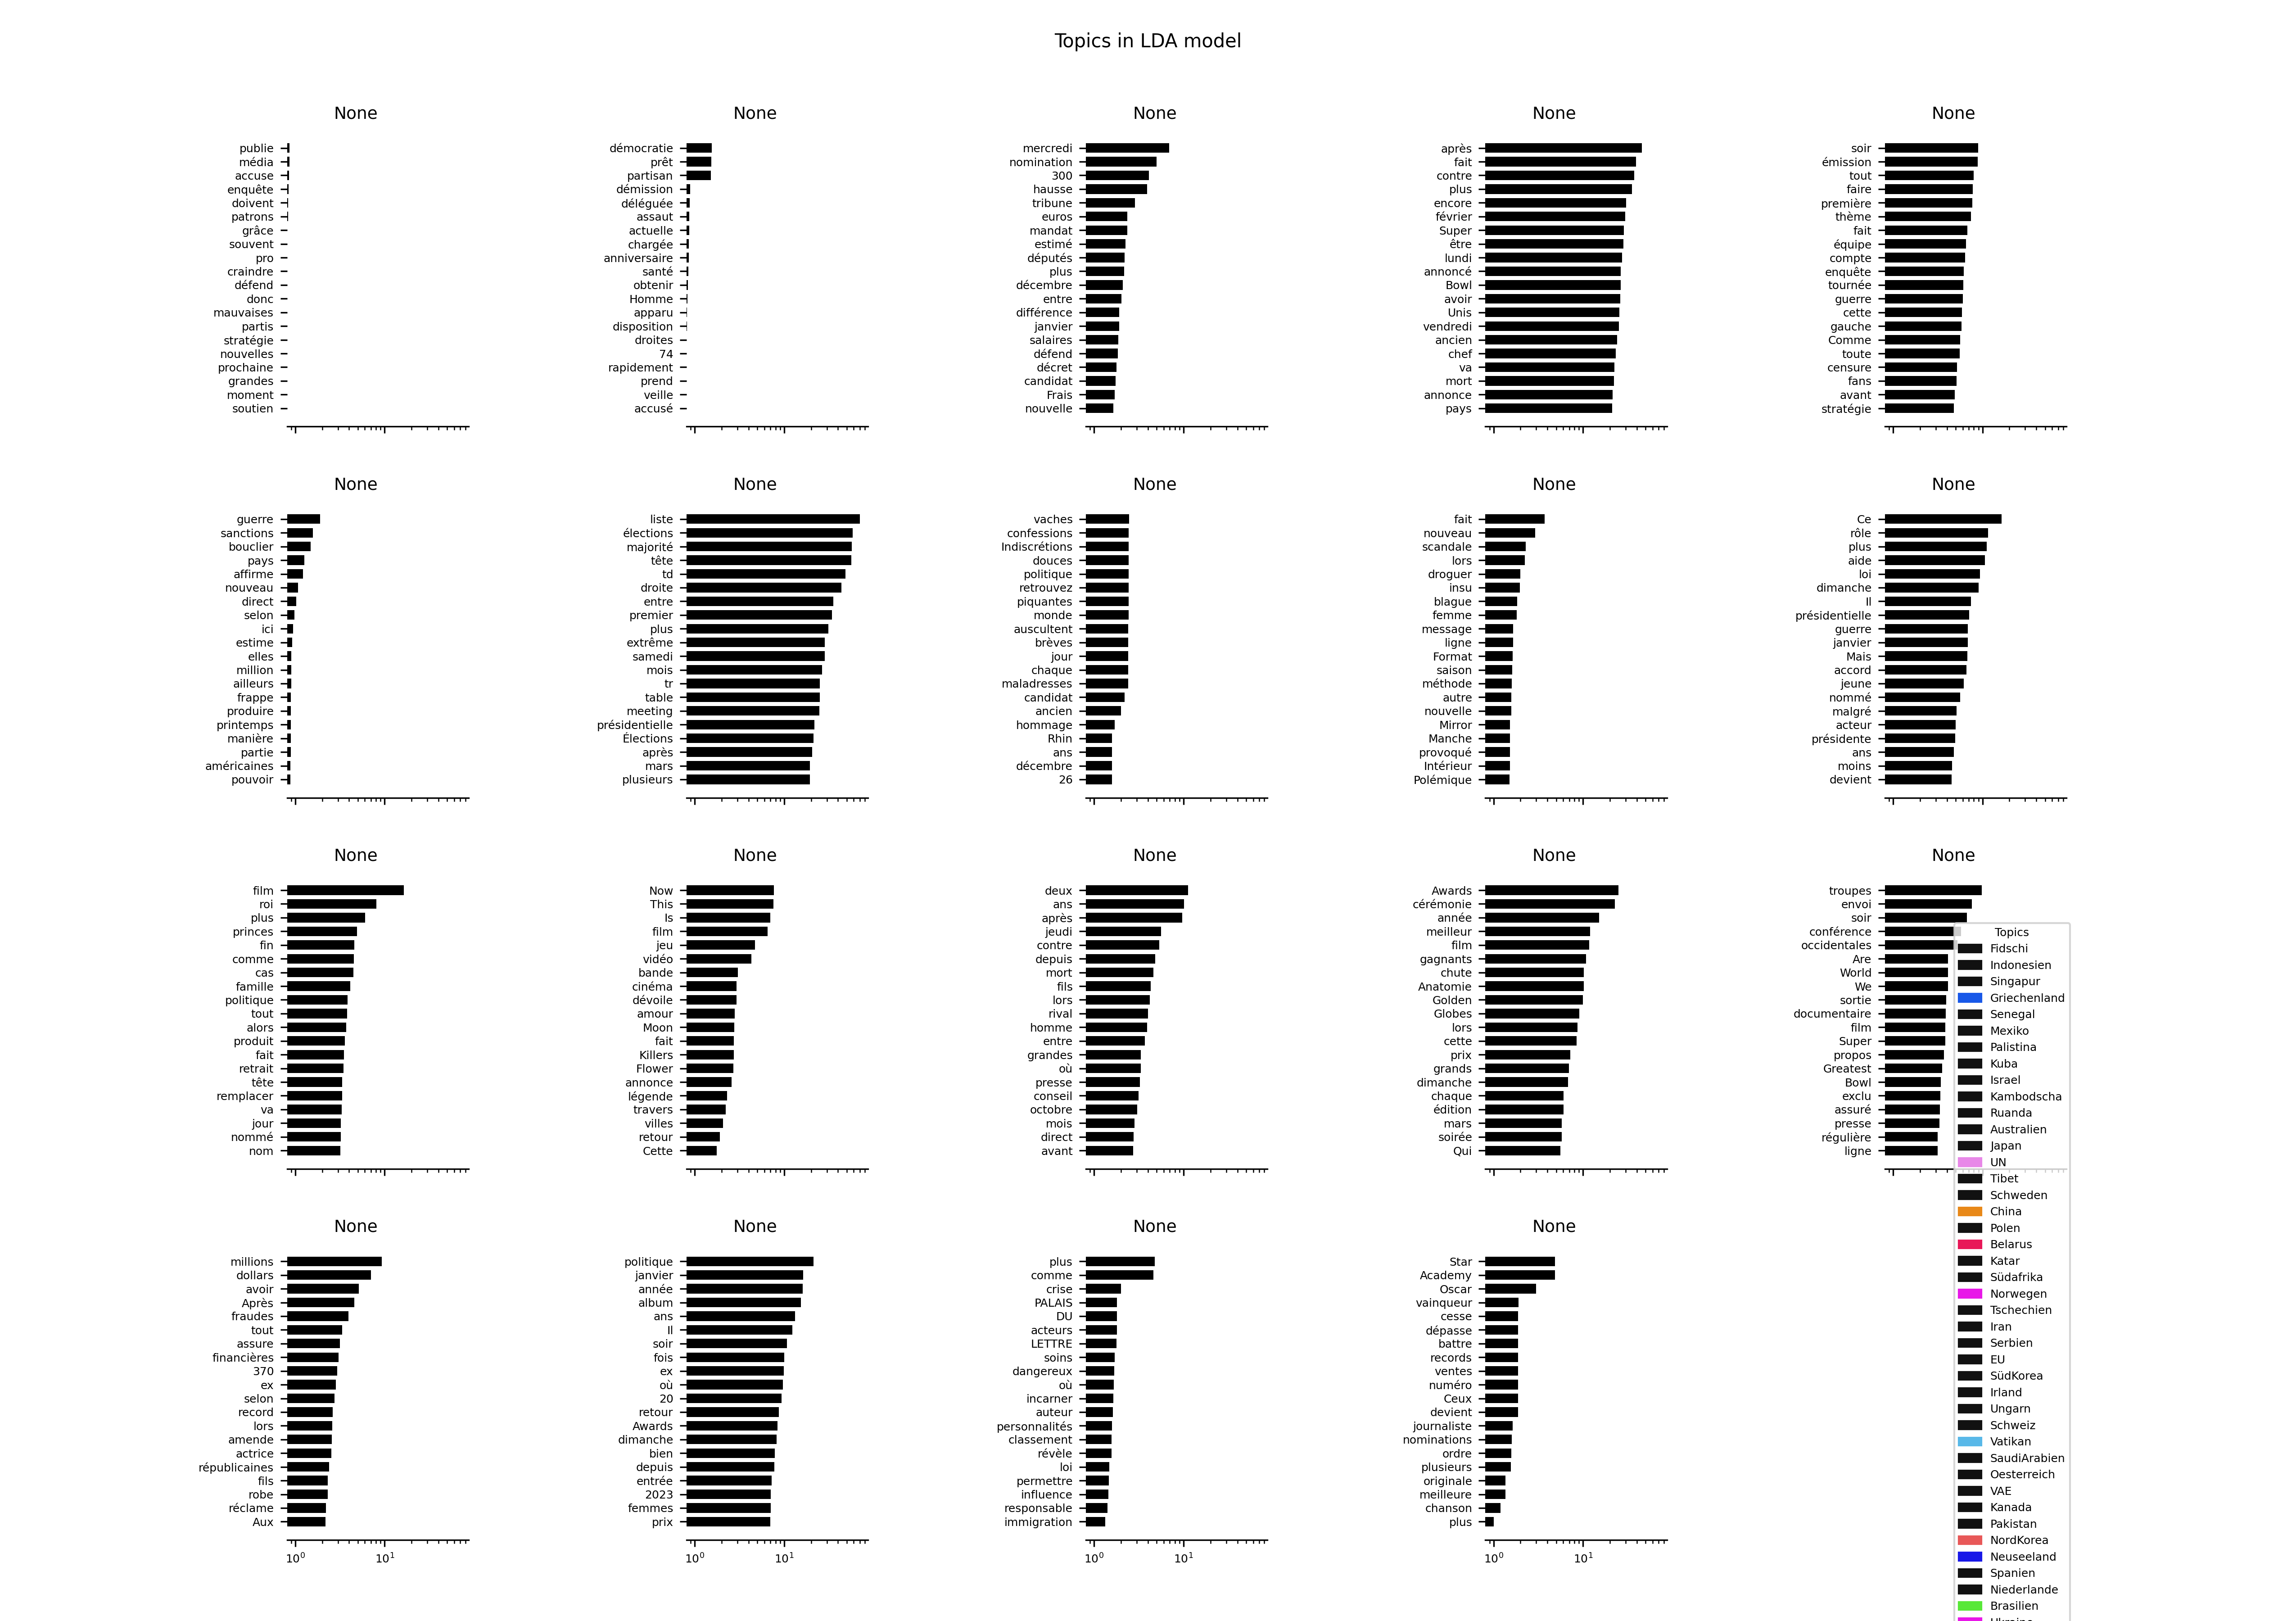 Topics in LDA model
None
publie
média
accuse
enquête
doivent
patrons
grâce
souvent
pro
craindre
défend
donc
mauvaises
partis
stratégie
nouvelles
prochaine
grandes
moment
soutien
None
démocratie
prêt
partisan
démission
déléguée
assaut
actuelle
chargée
anniversaire
santé
obtenir
Homme
apparu
disposition
droites
74
rapidement
prend
veille
accusé
None
mercredi
nomination
300
hausse
tribune
euros
mandat
estimé
députés
plus
décembre
entre
différence
janvier
salaires
défend
décret
candidat
Frais
nouvelle
None
après
fait
contre
plus
encore
février
Super
être
lundi
annoncé
Bowl
avoir
Unis
vendredi
ancien
chef
va
mort
annonce
pays
None
soir
émission
tout
faire
première
thème
fait
équipe
compte
enquête
tournée
guerre
cette
gauche
Comme
toute
censure
fans
avant
stratégie
None
guerre
sanctions
bouclier
pays
affirme
nouveau
direct
selon
ici
estime
elles
million
ailleurs
frappe
produire
printemps
manière
partie
américaines
pouvoir
None
liste
élections
majorité
tête
td
droite
entre
premier
plus
extrême
samedi
mois
tr
table
meeting
présidentielle
Élections
après
mars
plusieurs
None
vaches
confessions
Indiscrétions
douces
politique
retrouvez
piquantes
monde
auscultent
brèves
jour
chaque
maladresses
candidat
ancien
hommage
Rhin
ans
décembre
26
None
fait
nouveau
scandale
lors
droguer
insu
blague
femme
message
ligne
Format
saison
méthode
autre
nouvelle
Mirror
Manche
provoqué
Intérieur
Polémique
None
Ce
rôle
plus
aide
loi
dimanche
Il
présidentielle
guerre
janvier
Mais
accord
jeune
nommé
malgré
acteur
présidente
ans
moins
devient
None
film
roi
plus
princes
fin
comme
cas
famille
politique
tout
alors
produit
fait
retrait
tête
remplacer
va
jour
nommé
nom
None
Now
This
Is
film
jeu
vidéo
bande
cinéma
dévoile
amour
Moon
fait
Killers
Flower
annonce
légende
travers
villes
retour
Cette
None
deux
ans
après
jeudi
contre
depuis
mort
fils
lors
rival
homme
entre
grandes
où
presse
conseil
octobre
mois
direct
avant
None
Awards
cérémonie
année
meilleur
film
gagnants
chute
Anatomie
Golden
Globes
lors
cette
prix
grands
dimanche
chaque
édition
mars
soirée
Qui
None
troupes
envoi
soir
conférence
occidentales
Are
World
We
sortie
documentaire
film
Super
propos
Greatest
Bowl
exclu
assuré
presse
régulière
ligne
None
millions
dollars
avoir
Après
fraudes
tout
assure
financières
370
ex
selon
record
lors
amende
actrice
républicaines
fils
robe
réclame
Aux
10⁰ 10¹
None
politique
janvier
année
album
ans
Il
soir
fois
ex
où
20
retour
Awards
dimanche
bien
depuis
entrée
2023
femmes
prix
10⁰ 10¹
None
plus
comme
crise
PALAIS
DU
acteurs
LETTRE
soins
dangereux
où
incarner
auteur
personnalités
classement
révèle
loi
permettre
influence
responsable
immigration
10⁰ 10¹
None
Star
Academy
Oscar
vainqueur
cesse
dépasse
battre
records
ventes
numéro
Ceux
devient
journaliste
nominations
ordre
plusieurs
originale
meilleure
chanson
plus
10⁰ 10¹
Topics
Fidschi
Indonesien
Singapur
Griechenland
Senegal
Mexiko
Palistina
Kuba
Israel
Kambodscha
Ruanda
Australien
Japan
UN
Tibet
Schweden
China
Polen
Belarus
Katar
Südafrika
Norwegen
Tschechien
Iran
Serbien
EU
SüdKorea
Irland
Ungarn
Schweiz
Vatikan
SaudiArabien
Oesterreich
VAE
Kanada
Pakistan
NordKorea
Neuseeland
Spanien
Niederlande
Brasilien